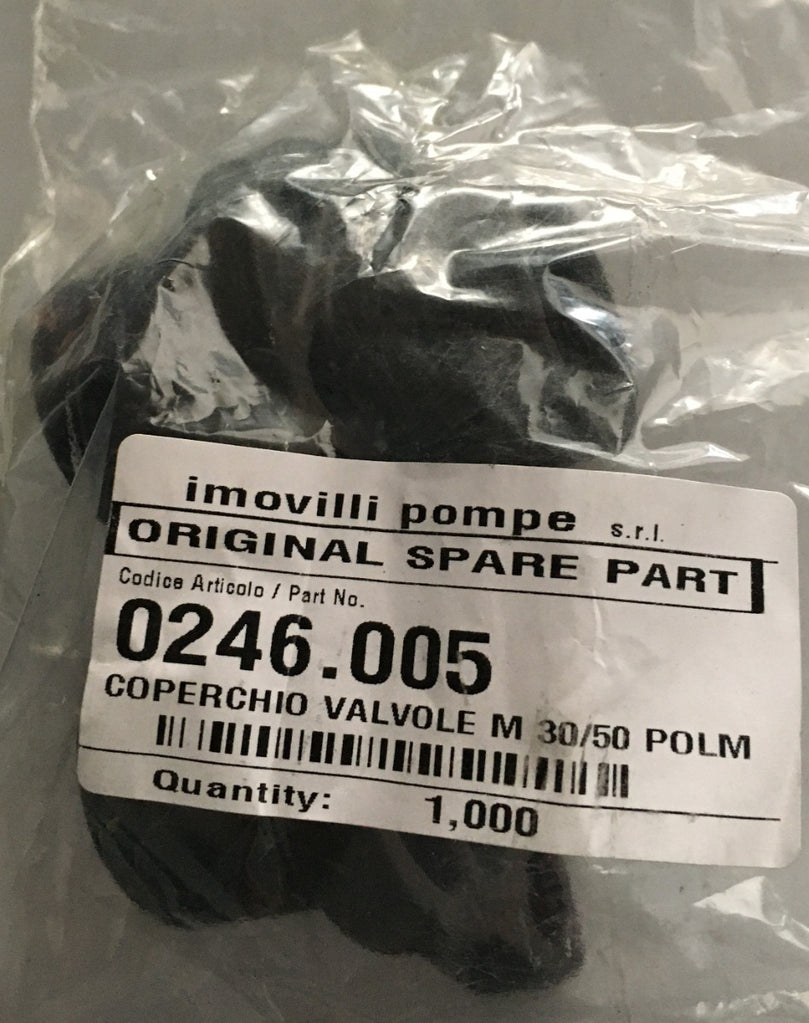 imovilli pompe s.r.l.
ORIGINAL SPARE PART
Codice Articolo / Part No.
0246.005
COPERCHIO VALVOLE M 30/50 POLM
Quantity: 1,000